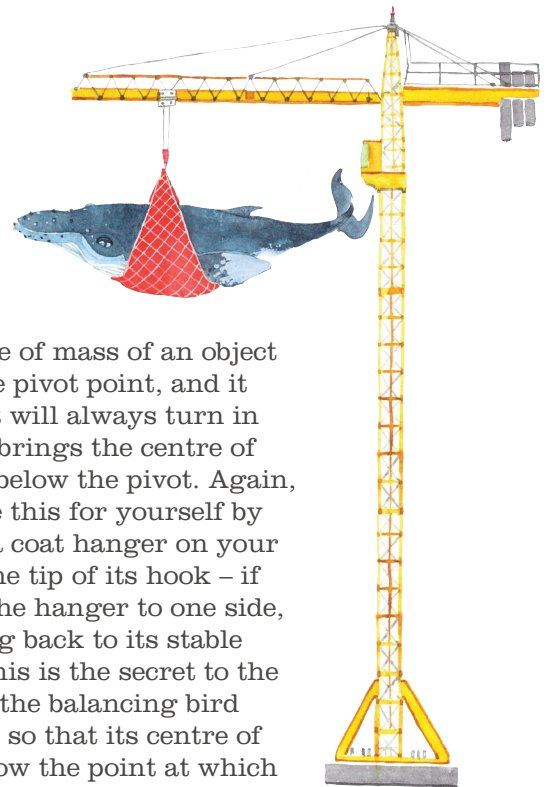 e of mass of an object
e pivot point, and it
t will always turn in
brings the centre of
below the pivot. Again,
e this for yourself by
a coat hanger on your
ne tip of its hook – if
he hanger to one side,
g back to its stable
his is the secret to the
the balancing bird
so that its centre of
ow the point at which